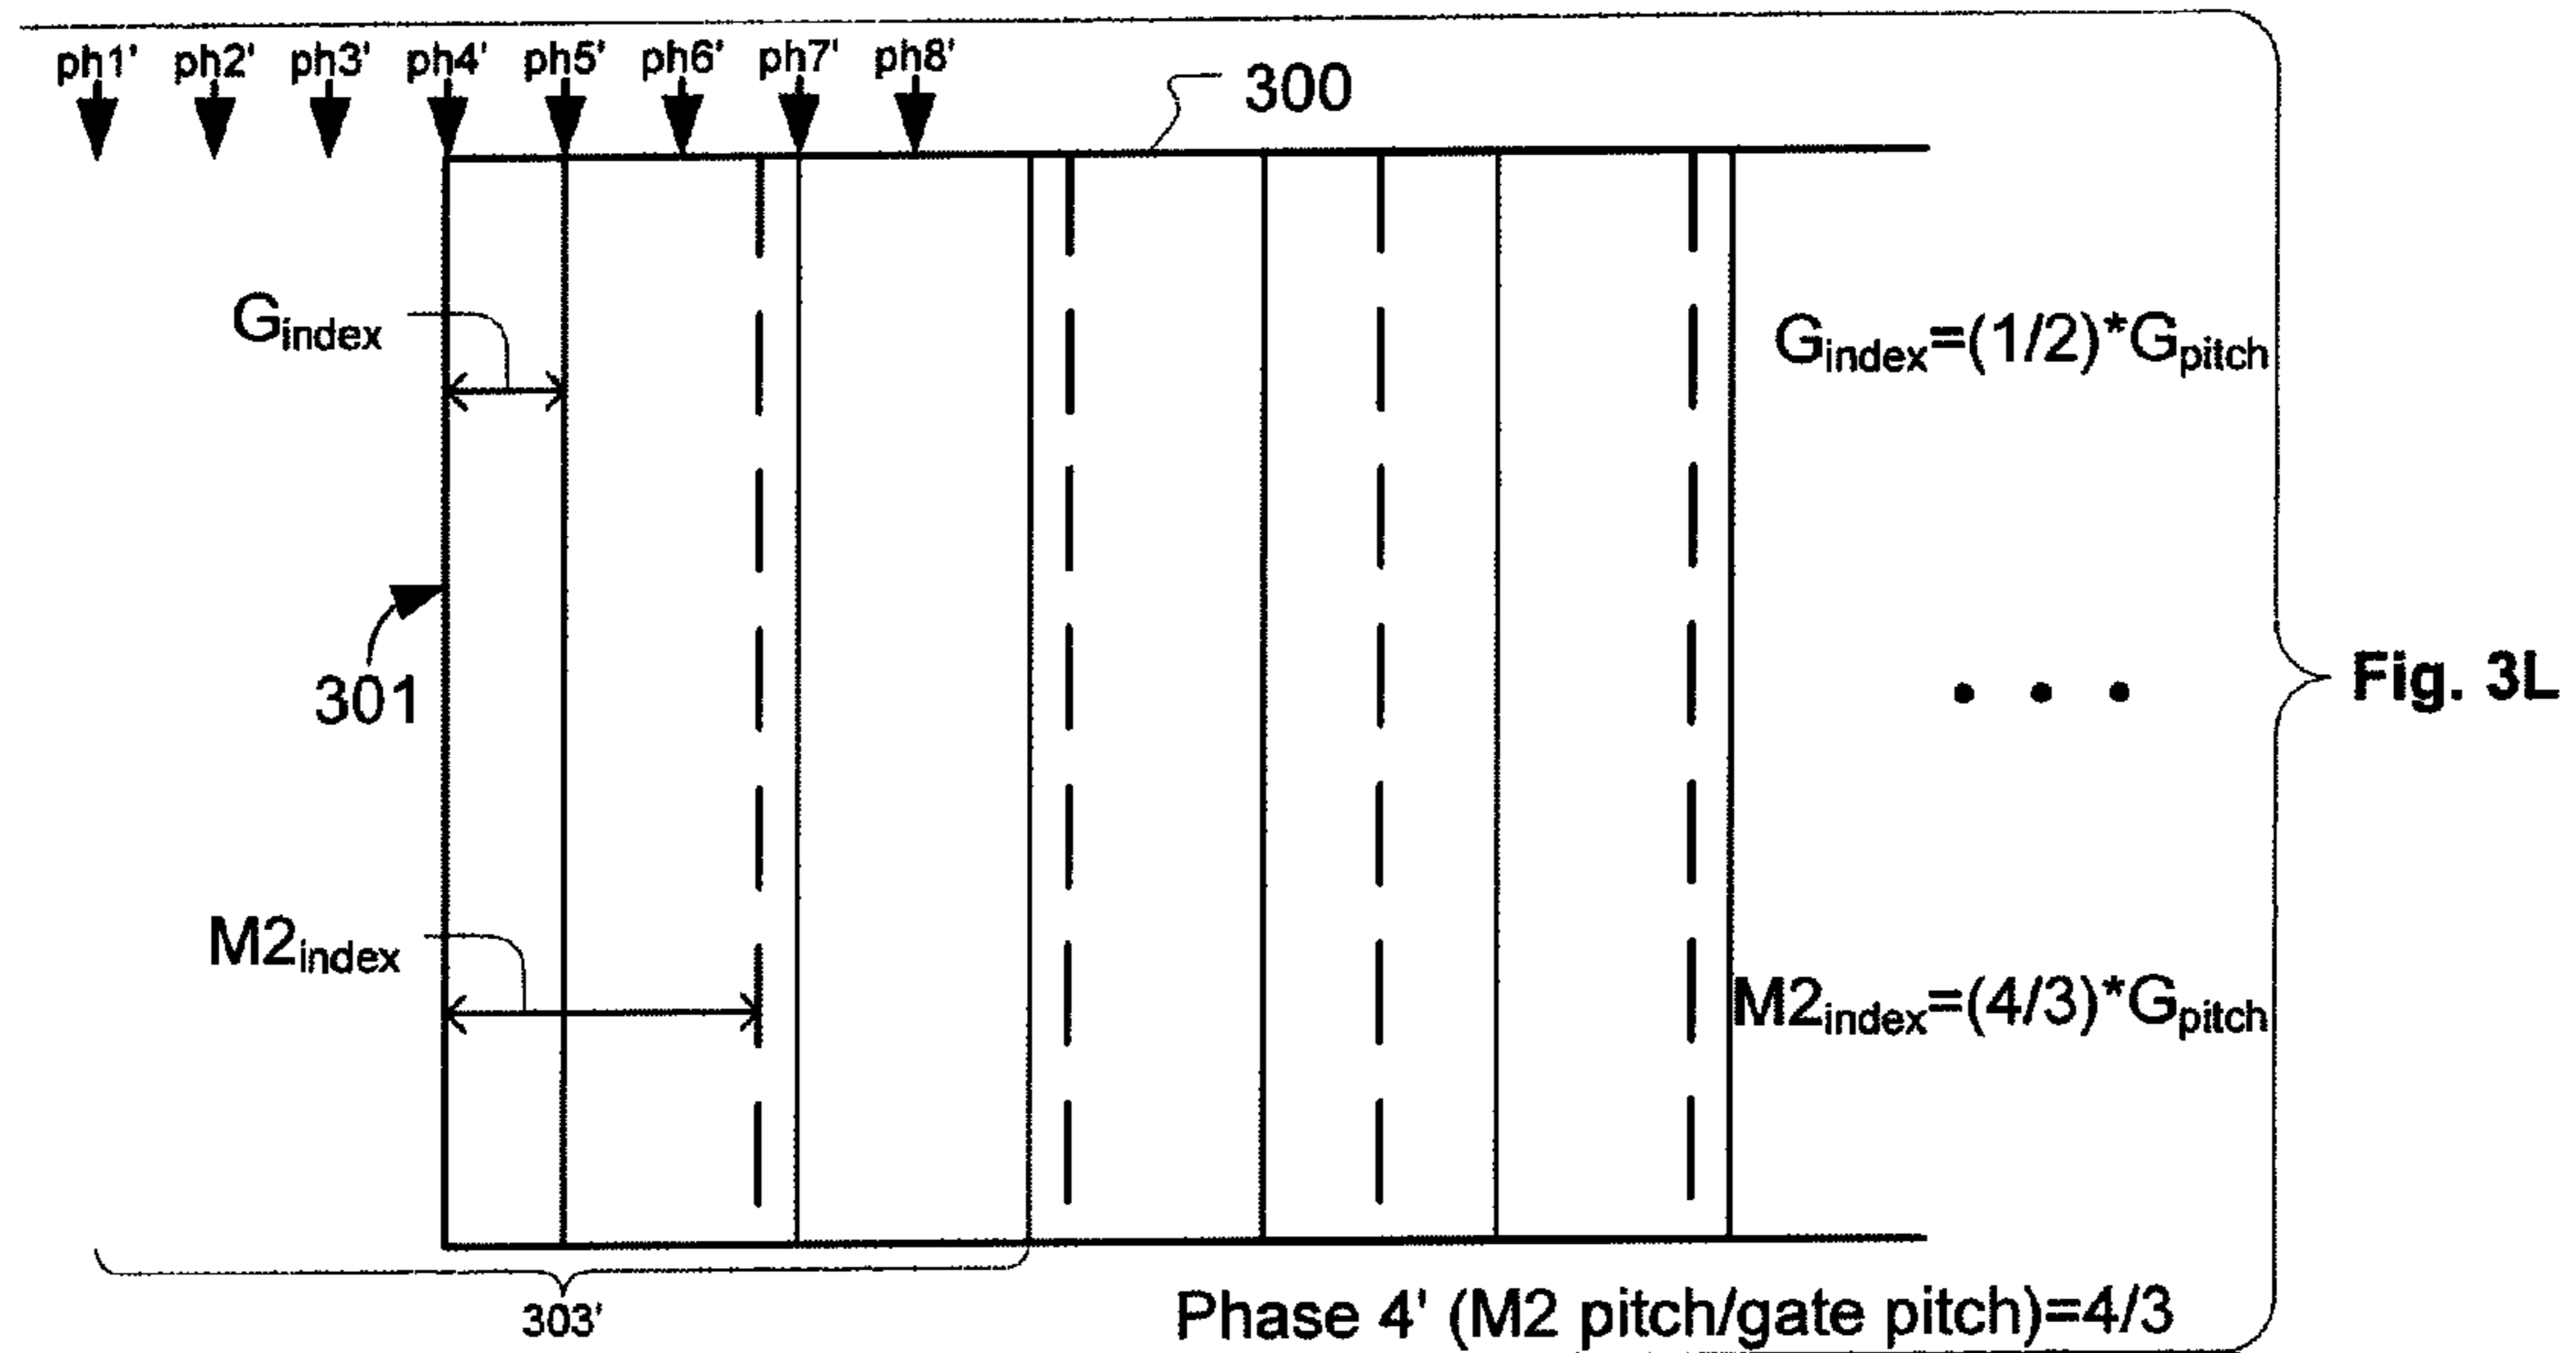 ph1' ph2' ph3' ph4' ph5' ph6' ph7' ph8'
300
Gindex
Gindex=(1/2)*Gpitch
301
Fig. 3L
M2index
M2index=(4/3)*Gpitch
303'
Phase 4' (M2 pitch/gate pitch)=4/3